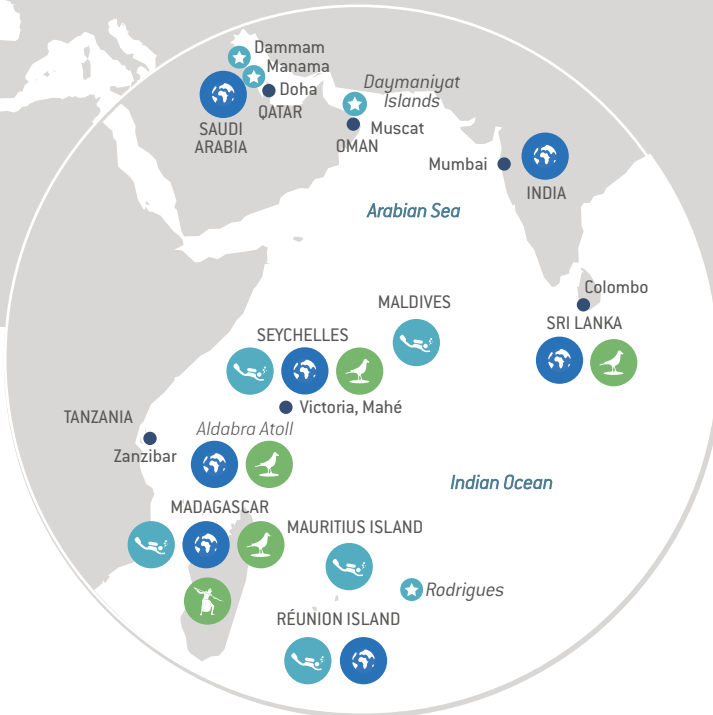 Dammam
Manama
Doha
QATAR
SAUDI
ARABIA
Daymaniyat
Islands
Muscat
OMAN
Mumbai
INDIA
Arabian Sea
Colombo
SRI LANKA
MALDIVES
SEYCHELLES
Victoria, Mahé
TANZANIA
Zanzibar
Aldabra Atoll
Indian Ocean
MADAGASCAR
MAURITIUS ISLAND
Rodrigues
RÉUNION ISLAND